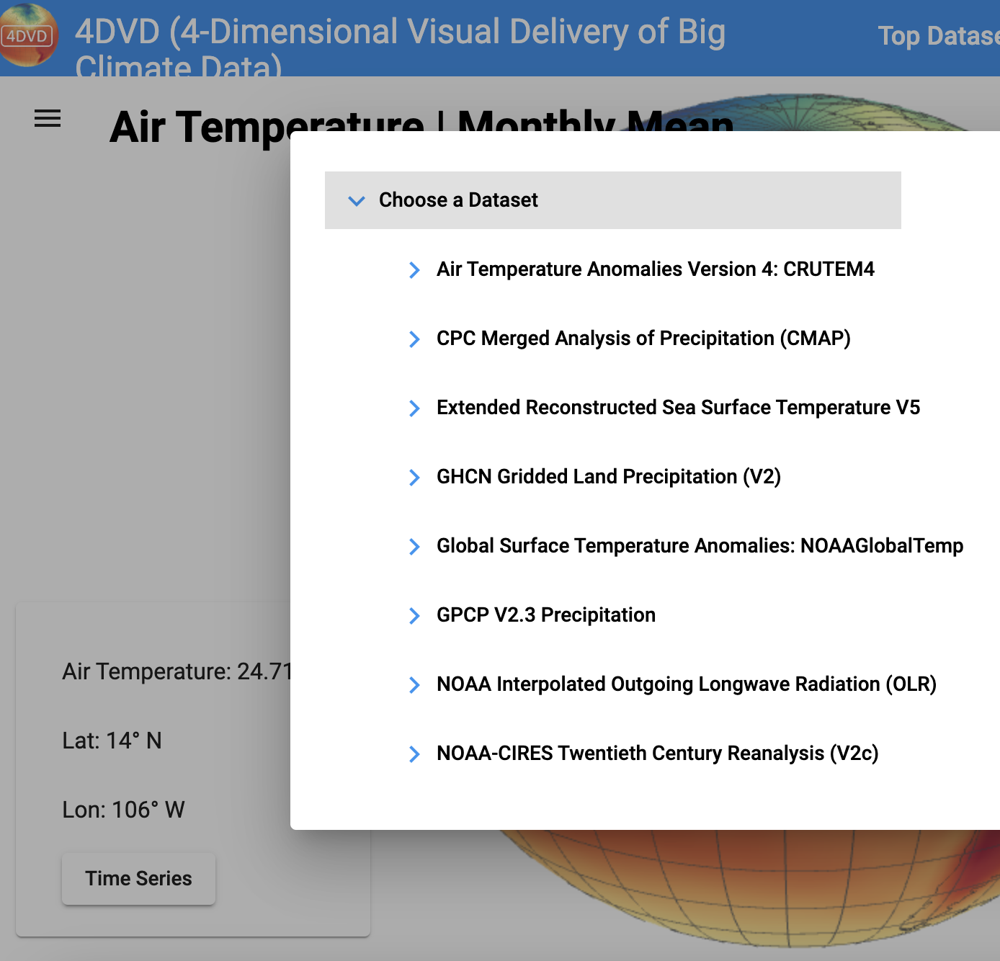 4DVD
4DVD (4-Dimensional Visual Delivery of Big
Climate Data)
Top Datase
Air Temperature | Monthly Mean
Choose a Dataset
Air Temperature Anomalies Version 4: CRUTEM4
CPC Merged Analysis of Precipitation (CMAP)
Extended Reconstructed Sea Surface Temperature V5
GHCN Gridded Land Precipitation (V2)
Global Surface Temperature Anomalies: NOAAGlobalTemp
GPCP V2.3 Precipitation
NOAA Interpolated Outgoing Longwave Radiation (OLR)
NOAA-CIRES Twentieth Century Reanalysis (V2c)
Air Temperature: 24.71
Lat: 14° N
Lon: 106° W
Time Series